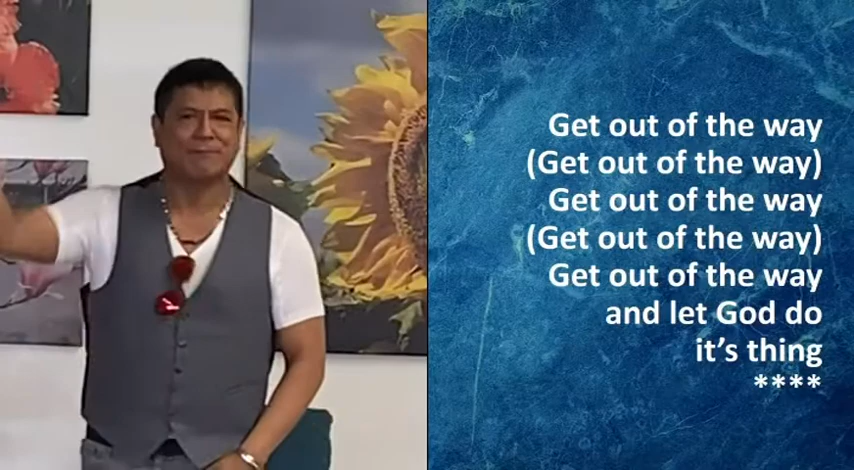 Get out of the way
(Get out of the way)
Get out of the way
(Get out of the way)
Get out of the way
and let God do
it’s thing
****